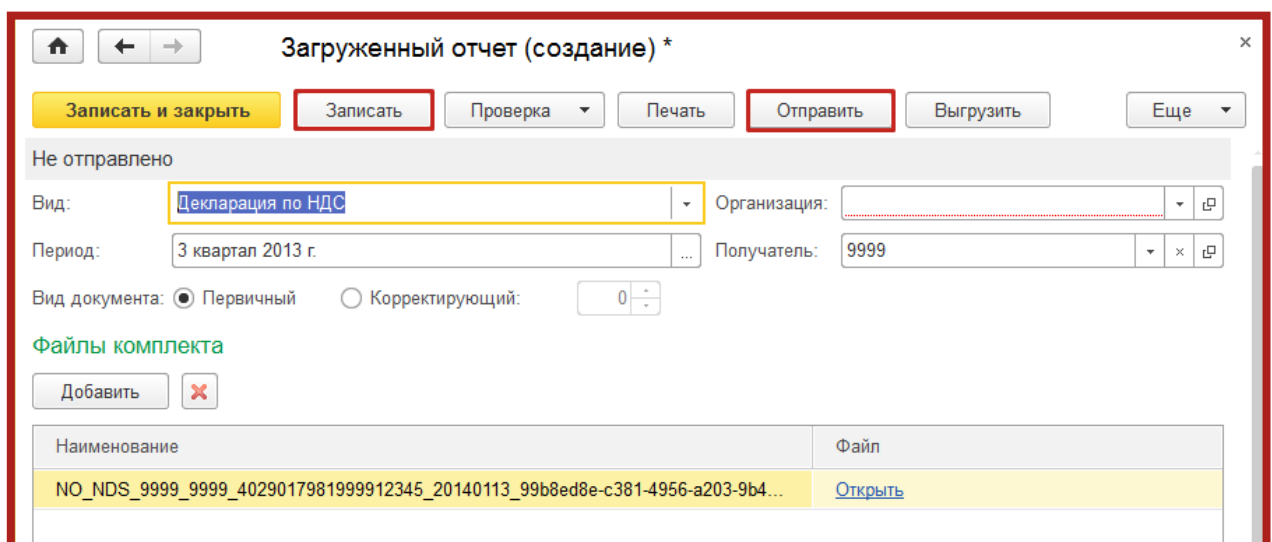 Загруженный отчет (создание) *
Записать и закрыть Записать Проверка Печать Отправить Выгрузить Еще
Не отправлено
Вид: Декларация по НДС Организация:
Период: 3 квартал 2013 г. ... Получатель: 9999
Вид документа: Первичный Корректирующий: 0
Файлы комплекта
Добавить
Наименование Файл
NO_NDS_9999_9999_4029017981999912345_20140113_99b8ed8e-c381-4956-a203-9b4... Открыть